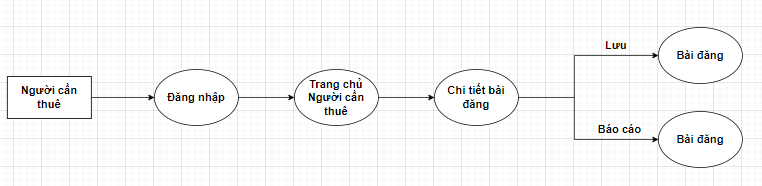 Người cần
thuê
Đăng nhập
Trang chủ
Người cần
thuê
Chi tiết bài
đăng
Lưu
Bài đăng
Báo cáo
Bài đăng